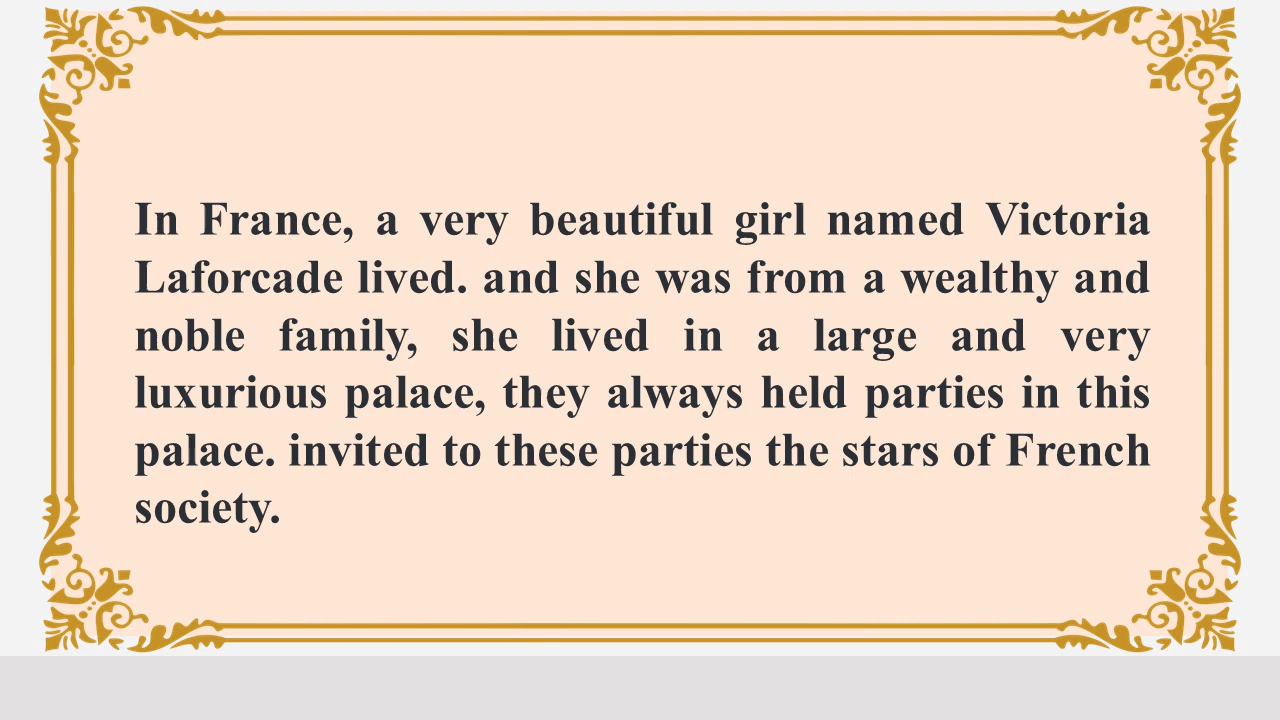 In France, a very beautiful girl named Victoria
Laforcade lived. and she was from a wealthy and
noble family, she lived in a large and very
luxurious palace, they always held parties in this
palace. invited to these parties the stars of French
society.